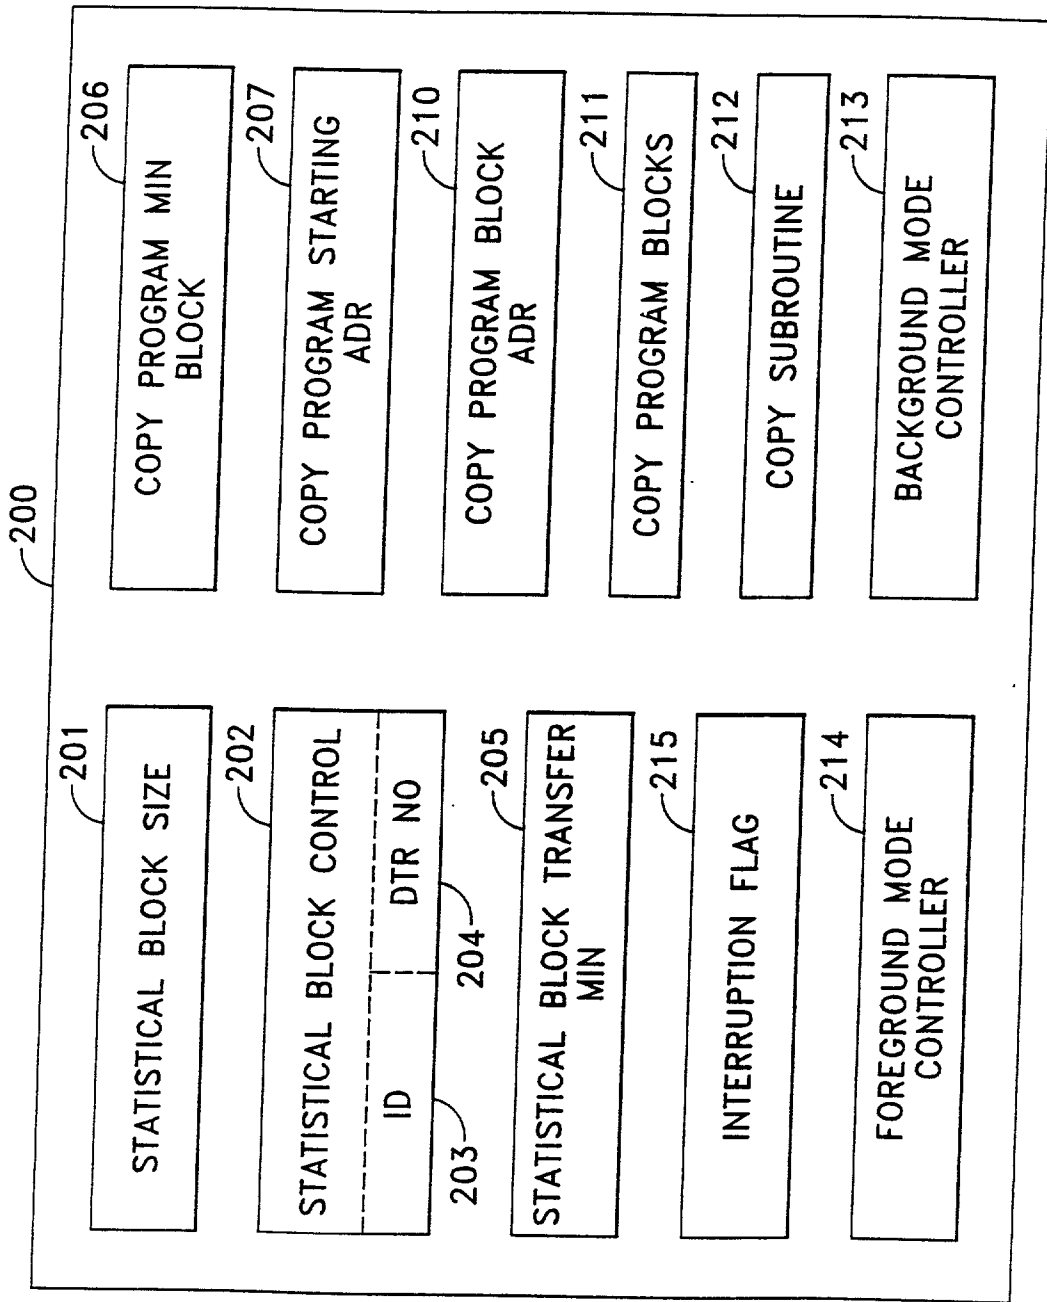 200
201
STATISTICAL BLOCK SIZE
202
STATISTICAL BLOCK CONTROL
ID
DTR NO
203
204
205
STATISTICAL BLOCK TRANSFER
MIN
215
INTERRUPTION FLAG
214
FOREGROUND MODE
CONTROLLER
206
COPY PROGRAM MIN
BLOCK
207
COPY PROGRAM STARTING
ADR
210
COPY PROGRAM BLOCK
ADR
211
COPY PROGRAM BLOCKS
212
COPY SUBROUTINE
213
BACKGROUND MODE
CONTROLLER